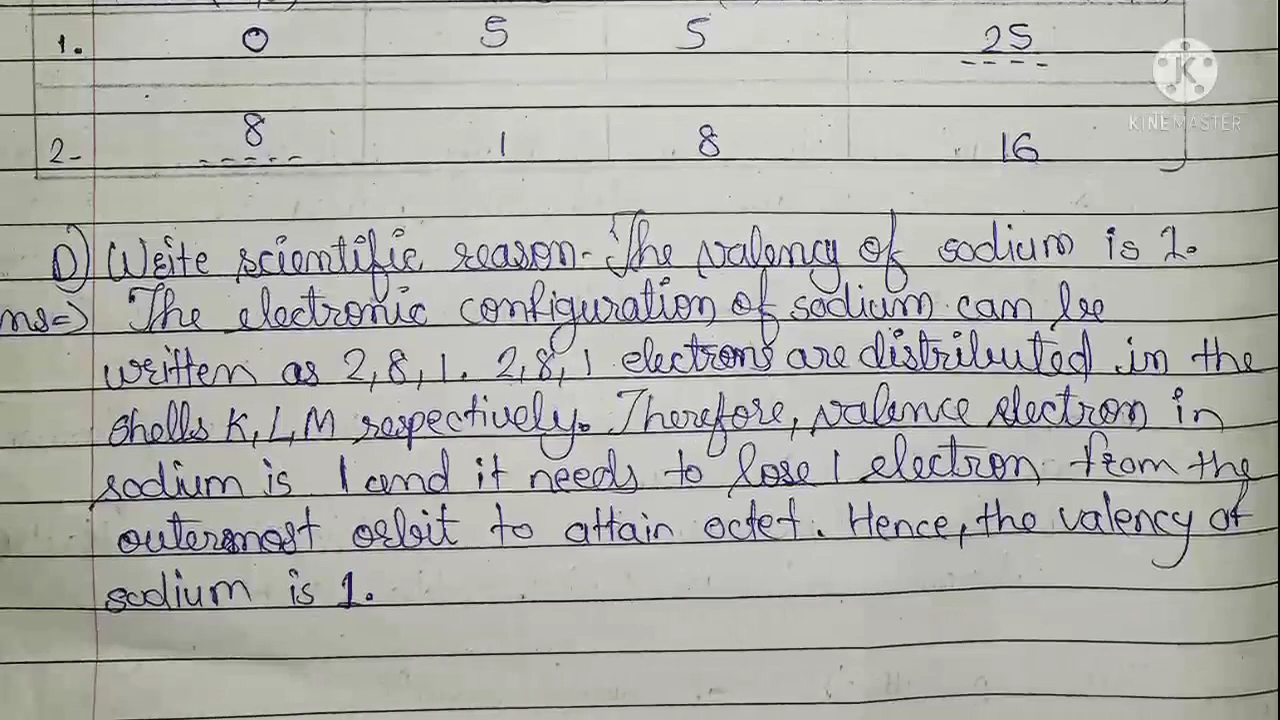 1. 0 5 5 25
K
KINEMASTER
2- 8 1 8 16
D) Write scientific reason- The valency of sodium is 1.
ns=> The electronic configuration of sodium can be
written as 2,8,1. 2,8,1 electrons are distributed in the
shells K, L, M respectively. Therefore, valence electron in
sodium is 1 and it needs to lose 1 electron from the
outermost orbit to attain octet. Hence, the valency of
sodium is 1.